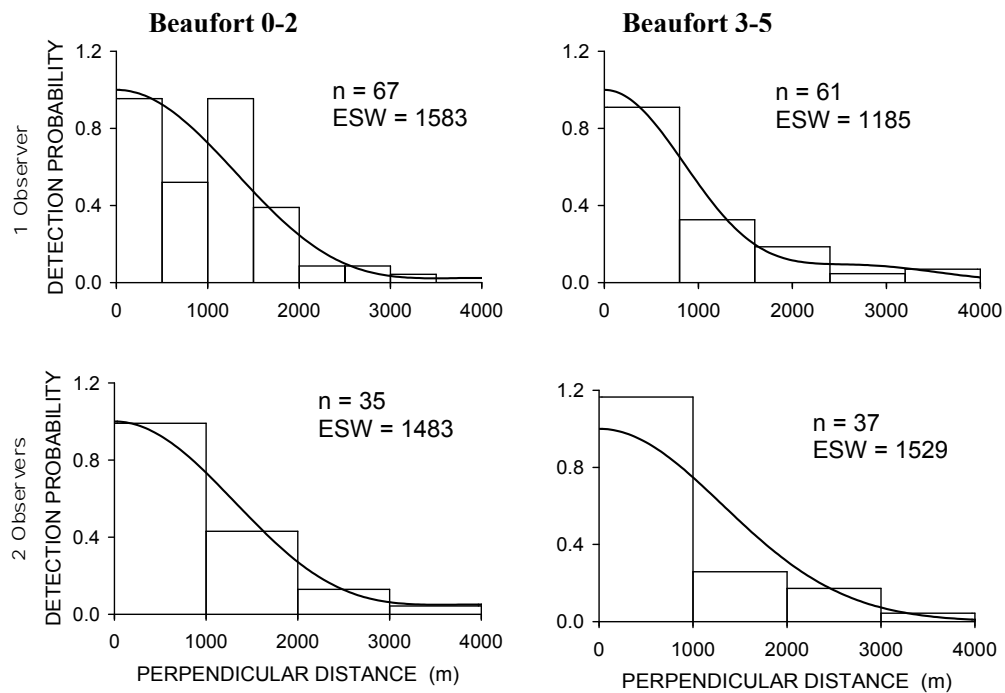 Beaufort 0-2
Beaufort 3-5
1 Observer
DETECTION PROBABILITY
1.2
0.8
0.4
0.0
n = 67
ESW = 1583
0 1000 2000 3000 4000
1.2
0.8
0.4
0.0
n = 61
ESW = 1185
0 1000 2000 3000 4000
2 Observers
DETECTION PROBABILITY
1.2
0.8
0.4
0.0
n = 35
ESW = 1483
0 1000 2000 3000 4000
PERPENDICULAR DISTANCE (m)
1.2
0.8
0.4
0.0
n = 37
ESW = 1529
0 1000 2000 3000 4000
PERPENDICULAR DISTANCE (m)